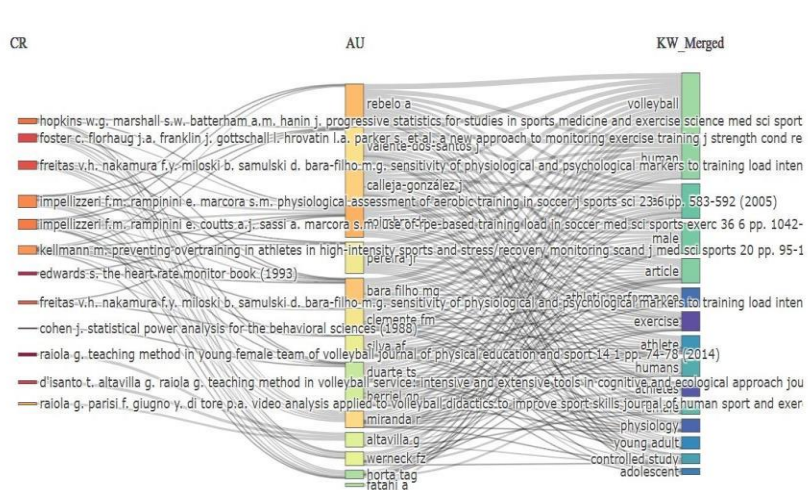 CR AU KW_Merged
hopkins w.g. marshall s.w. batterham a.m. hanin j. progressive statistics for studies in sports medicine and exercise science med sci sport
foster c. florhaug j.a. franklin j. gottschall l. hrovatin l.a. parker s. et al. a new approach to monitoring exercise training j strength cond re
freitas v.h. nakamura f.y. miloski b. samulski d. bara-filho m.g. sensitivity of physiological and psychological markers to training load inten
impellizzeri f.m. rampinini e. marcora s.m. physiological assessment of aerobic training in soccer j sports sci 23 6 pp. 583-592 (2005)
impellizzeri f.m. rampinini e. coutts a.j. sassi a. marcora s.m. use of rpe-based training load in soccer med sci sports exerc 36 6 pp. 1042-
kellmann m. preventing overtraining in athletes in high-intensity sports and stress/recovery monitoring scand j med sci sports 20 pp. 95-1
edwards s. the heart rate monitor book (1993)
freitas v.h. nakamura f.y. miloski b. samulski d. bara-filho m.g. sensitivity of physiological and psychological markers to training load inten
cohen j. statistical power analysis for the behavioral sciences (1988)
raiola g. teaching method in young female team of volleyball journal of physical education and sport 14 1 pp. 74-78 (2014)
d'isanto t. altavilla g. raiola g. teaching method in volleyball service: intensive and extensive tools in cognitive and ecological approach jou
raiola g. parisi f. giugno y. di tore p.a. video analysis applied to volleyball didactics to improve sport skills journal of human sport and exer
rebelo a
valente-dos-santos j
calleja-gonzález j
pereira jr
bara filho mg
clemente fm
silva af
duarte ts
berriel gp
miranda r
altavilla g
werneck fz
horta tag
fatahi a
volleyball
human
male
article
athletic performance
exercise
athlete
humans
athletes
physiology
young adult
controlled study
adolescent